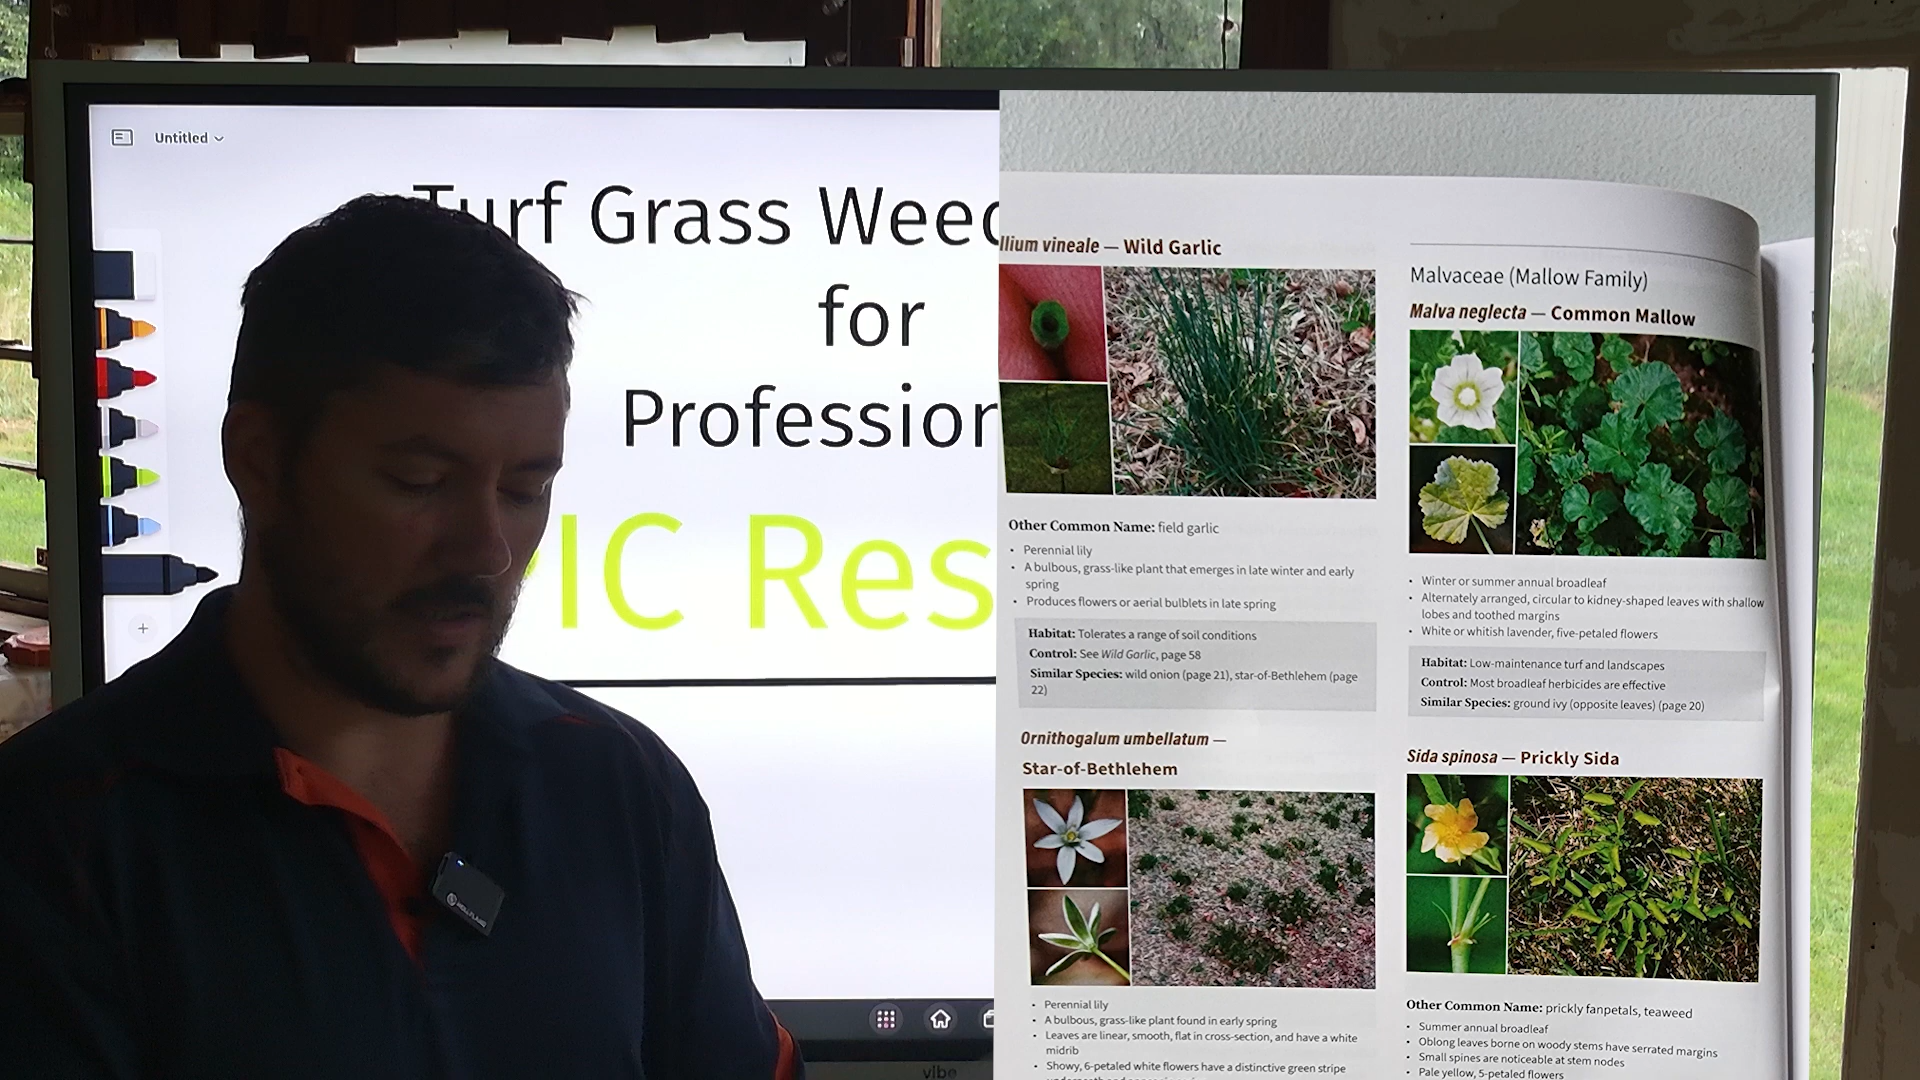 Untitled
Turf Grass Weed
for
Profession
IC Res
llium vineale — Wild Garlic
Other Common Name: field garlic
• Perennial lily
• A bulbous, grass-like plant that emerges in late winter and early
spring
• Produces flowers or aerial bulblets in late spring
Habitat: Tolerates a range of soil conditions
Control: See Wild Garlic, page 58
Similar Species: wild onion (page 21), star-of-Bethlehem (page
22)
Ornithogalum umbellatum —
Star-of-Bethlehem
• Perennial lily
• A bulbous, grass-like plant found in early spring
• Leaves are linear, smooth, flat in cross-section, and have a white
midrib
• Showy, 6-petaled white flowers have a distinctive green stripe
Malvaceae (Mallow Family)
Malva neglecta — Common Mallow
• Winter or summer annual broadleaf
• Alternately arranged, circular to kidney-shaped leaves with shallow
lobes and toothed margins
• White or whitish lavender, five-petaled flowers
Habitat: Low-maintenance turf and landscapes
Control: Most broadleaf herbicides are effective
Similar Species: ground ivy (opposite leaves) (page 20)
Sida spinosa — Prickly Sida
Other Common Name: prickly fanpetals, teaweed
• Summer annual broadleaf
• Oblong leaves borne on woody stems have serrated margins
• Small spines are noticeable at stem nodes
• Pale yellow, 5-petaled flowers
vibe